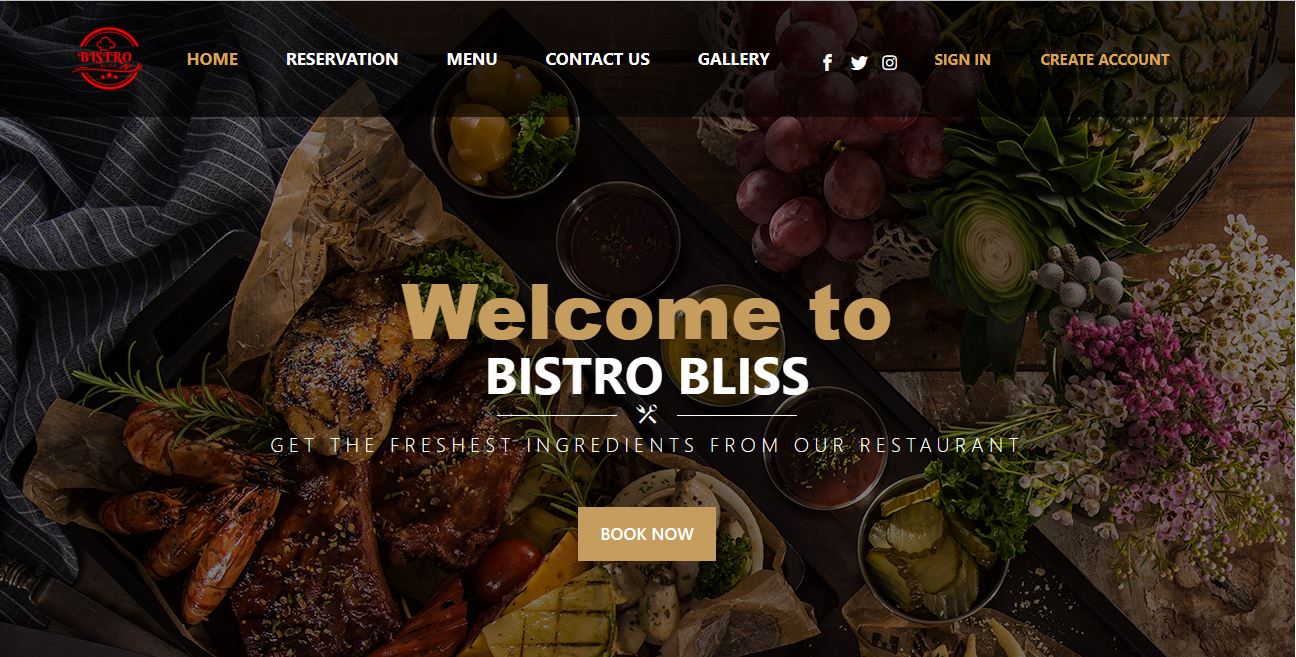 BISTRO
HOME
RESERVATION
MENU
CONTACT US
GALLERY
SIGN IN
CREATE ACCOUNT
Welcome to
BISTRO BLISS
GET THE FRESHEST INGREDIENTS FROM OUR RESTAURANT
BOOK NOW